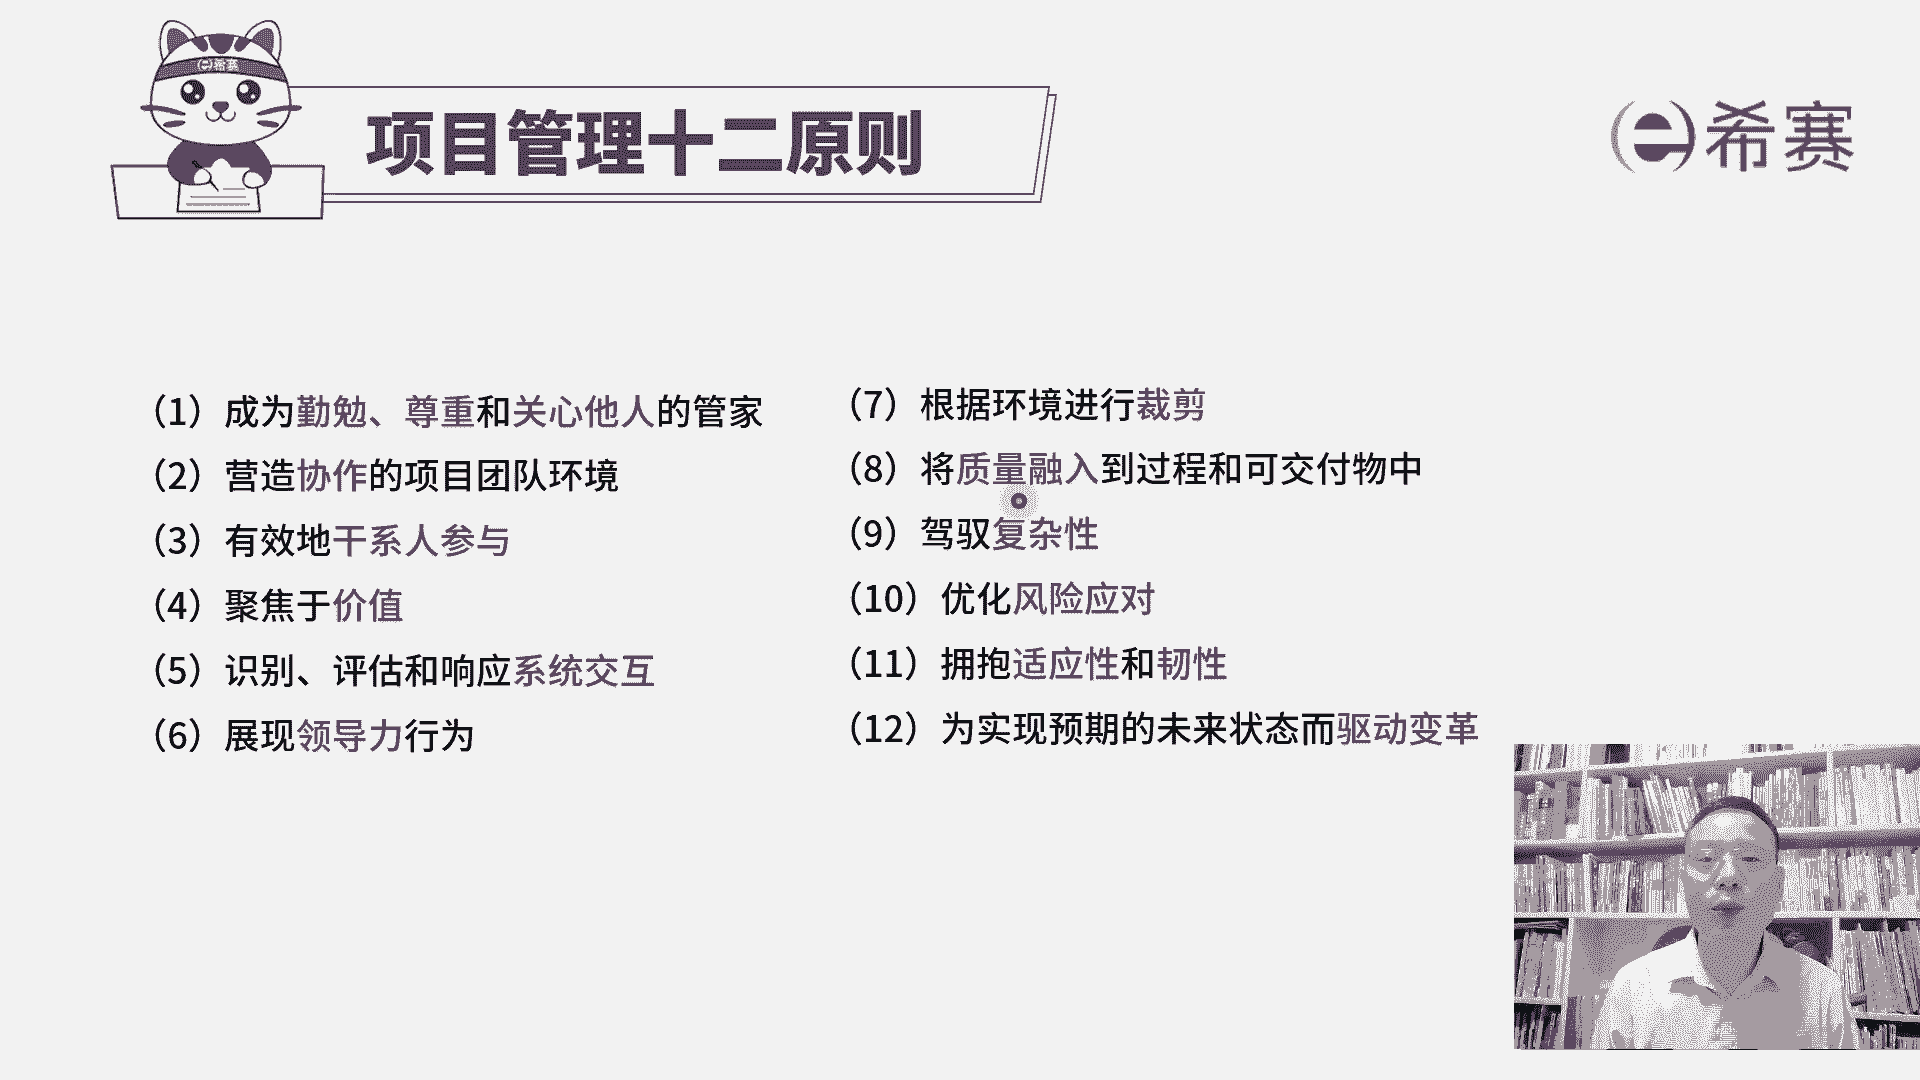 希赛
项目管理十二原则
希赛
（1）成为勤勉、尊重和关心他人的管家
（2）营造协作的项目团队环境
（3）有效地干系人参与
（4）聚焦于价值
（5）识别、评估和响应系统交互
（6）展现领导力行为
（7）根据环境进行裁剪
（8）将质量融入到过程和可交付物中
（9）驾驭复杂性
（10）优化风险应对
（11）拥抱适应性和韧性
（12）为实现预期的未来状态而驱动变革